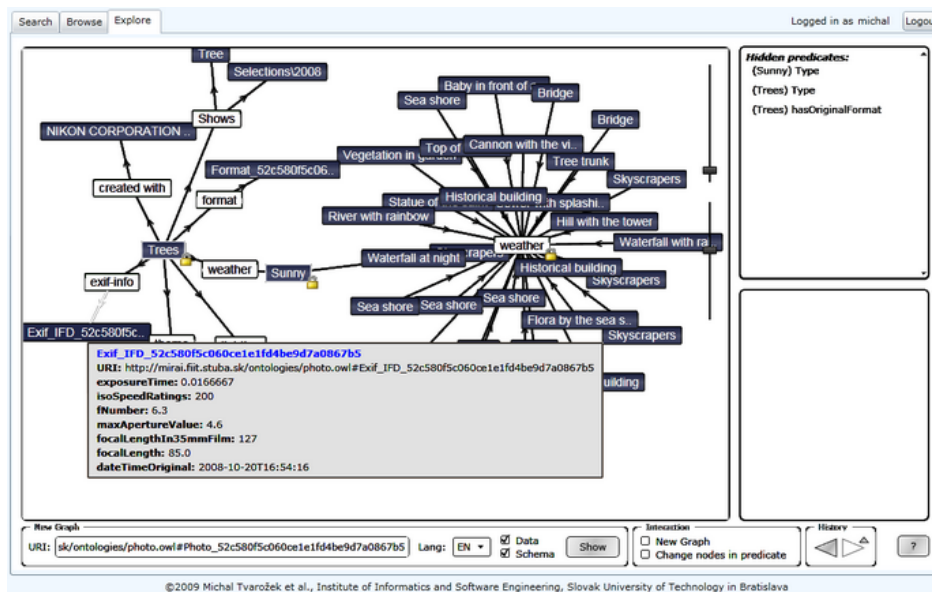 Search Browse Explore
Logged in as michal Logou
Tree
Selections\2008
Shows
NIKON CORPORATION ..
created with
Format_52c580f5c06..
format
Trees
weather
Sunny
exif-info
Exif_IFD_52c580f5c..
Baby in front of
Sea shore
Bridge
Bridge
Top of
Cannon with the vi..
Vegetation in garden
Tree trunk
Skyscrapers
Historical building
Statue of
with splashi..
River with rainbow
Hill with the tower
weather
Waterfall with ra...
Waterfall at night
Historical building
Skyscrapers
Sea shore
Sea shore
Sea shore
Flora by the sea s..
Skyscrapers
uilding
Exif_IFD_52c580f5c060ce1e1fd4be9d7a0867b5
URI: http://mirai.fiit.stuba.sk/ontologies/photo.owl#Exif_IFD_52c580f5c060ce1e1fd4be9d7a0867b5
exposureTime: 0.0166667
isoSpeedRatings: 200
fNumber: 6.3
maxApertureValue: 4.6
focalLengthIn35mmFilm: 127
focalLength: 85.0
dateTimeOriginal: 2008-10-20T16:54:16
Hidden predicates:
(Sunny) Type
(Trees) Type
(Trees) hasOriginalFormat
New Graph
URI: sk/ontologies/photo.owl#Photo_52c580f5c060ce1e1fd4be9d7a0867b5 Lang: EN Data
Schema
Show
Interaction
New Graph
Change nodes in predicate
History
?
©2009 Michal Tvarožek et al., Institute of Informatics and Software Engineering, Slovak University of Technology in Bratislava